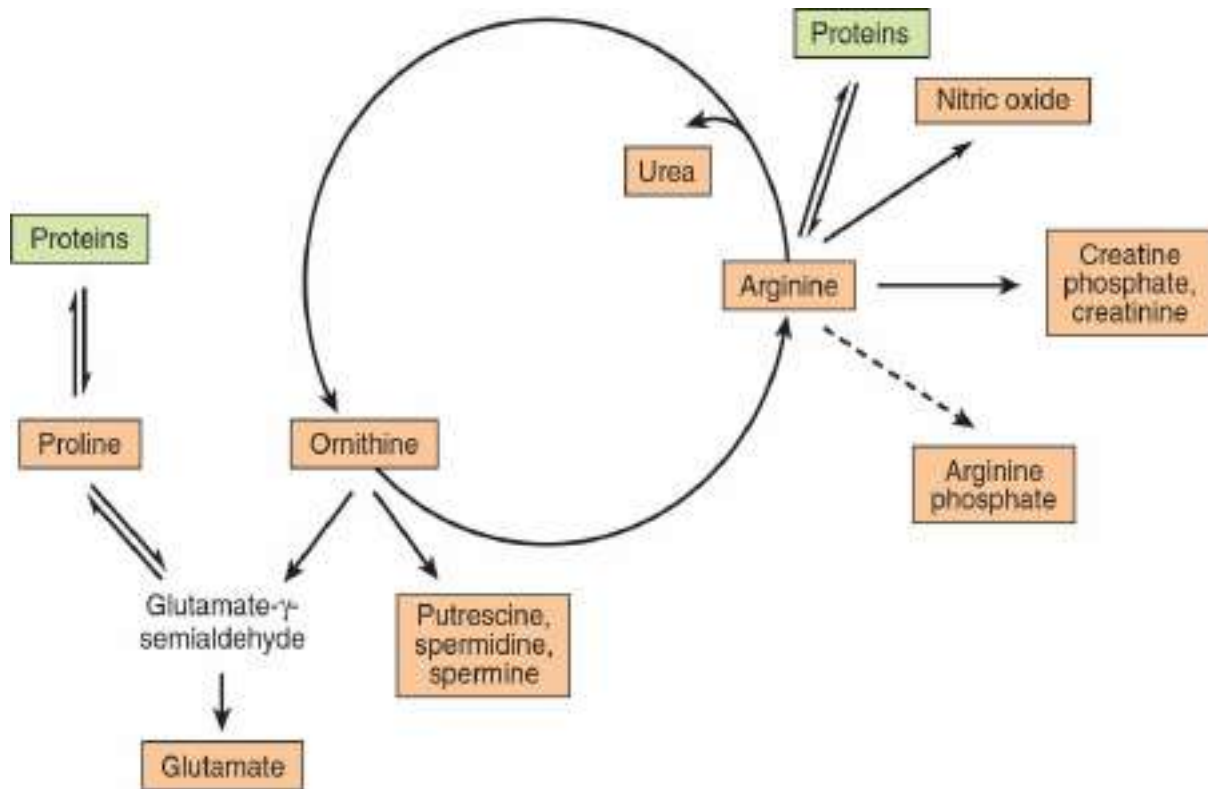 Proteins
Nitric oxide
Urea
Proteins
Arginine
Creatine
phosphate,
creatinine
Proline
Ornithine
Arginine
phosphate
Glutamate-γ-
semialdehyde
Putrescine,
spermidine,
spermine
Glutamate